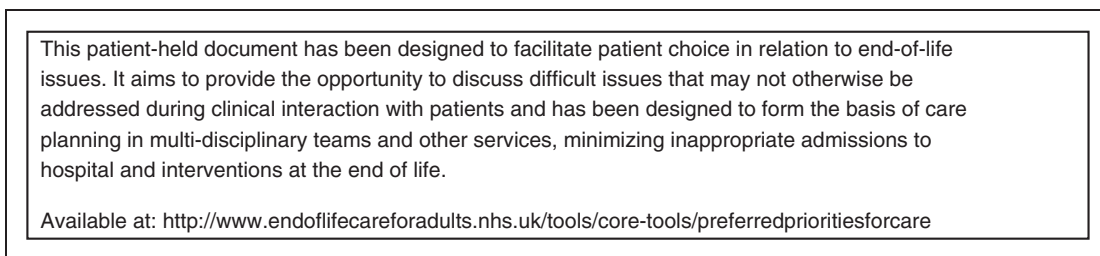 This patient-held document has been designed to facilitate patient choice in relation to end-of-life
issues. It aims to provide the opportunity to discuss difficult issues that may not otherwise be
addressed during clinical interaction with patients and has been designed to form the basis of care
planning in multi-disciplinary teams and other services, minimizing inappropriate admissions to
hospital and interventions at the end of life.
Available at: http://www.endoflifecareforadults.nhs.uk/tools/core-tools/preferredprioritiesforcare